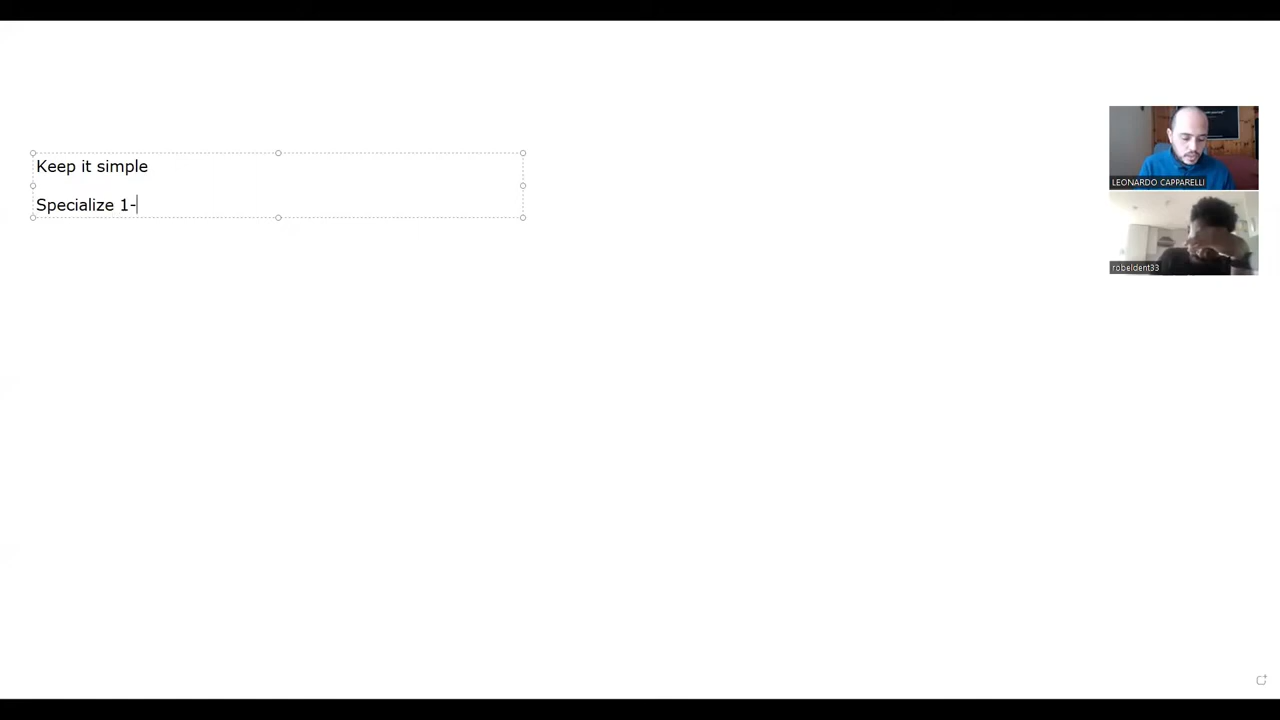 Keep it simple
Specialize 1-
LEONARDO CAPPARELLI
robeldent33